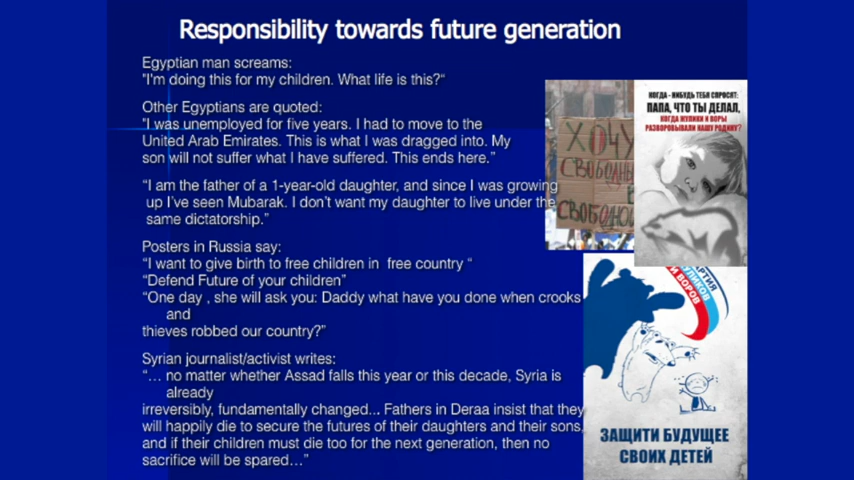 Responsibility towards future generation
Egyptian man screams:
"I'm doing this for my children. What life is this?"
Other Egyptians are quoted:
"I was unemployed for five years. I had to move to the
United Arab Emirates. This is what I was dragged into. My
son will not suffer what I have suffered. This ends here."
"I am the father of a 1-year-old daughter, and since I was growing
up I've seen Mubarak. I don't want my daughter to live under the
same dictatorship."
Posters in Russia say:
"I want to give birth to free children in free country "
"Defend Future of your children"
"One day , she will ask you: Daddy what have you done when crooks
and
thieves robbed our country?"
Syrian journalist/activist writes:
"… no matter whether Assad falls this year or this decade, Syria is
already
irreversibly, fundamentally changed... Fathers in Deraa insist that they
will happily die to secure the futures of their daughters and their sons,
and if their children must die too for the next generation, then no
sacrifice will be spared…"
ХОЧУ
СВОБОДНЫ
В
СВОБОДНОЙ
КОГДА - НИБУДЬ ТЕБЯ СПРОСЯТ:
ПАПА, ЧТО ТЫ ДЕЛАЛ,
КОГДА ЖУЛИКИ И ВОРЫ
РАЗВОРОВЫВАЛИ НАШУ РОДИНУ?
АРТИЯ
УЛИКОВ
И ВОРОВ
ЗАЩИТИ БУДУЩЕЕ
СВОИХ ДЕТЕЙ